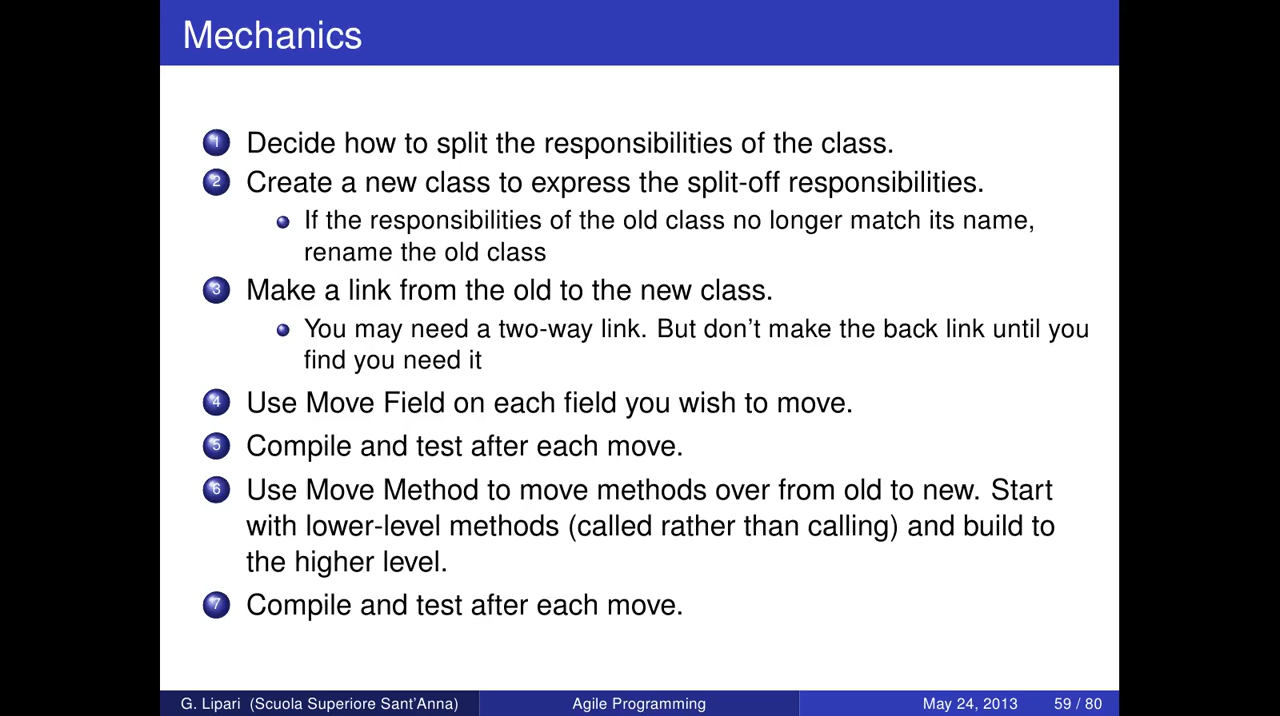 Mechanics
1 Decide how to split the responsibilities of the class.
2 Create a new class to express the split-off responsibilities.
If the responsibilities of the old class no longer match its name,
rename the old class
3 Make a link from the old to the new class.
You may need a two-way link. But don't make the back link until you
find you need it
4 Use Move Field on each field you wish to move.
5 Compile and test after each move.
6 Use Move Method to move methods over from old to new. Start
with lower-level methods (called rather than calling) and build to
the higher level.
7 Compile and test after each move.
G. Lipari (Scuola Superiore Sant'Anna) Agile Programming May 24, 2013 59 / 80